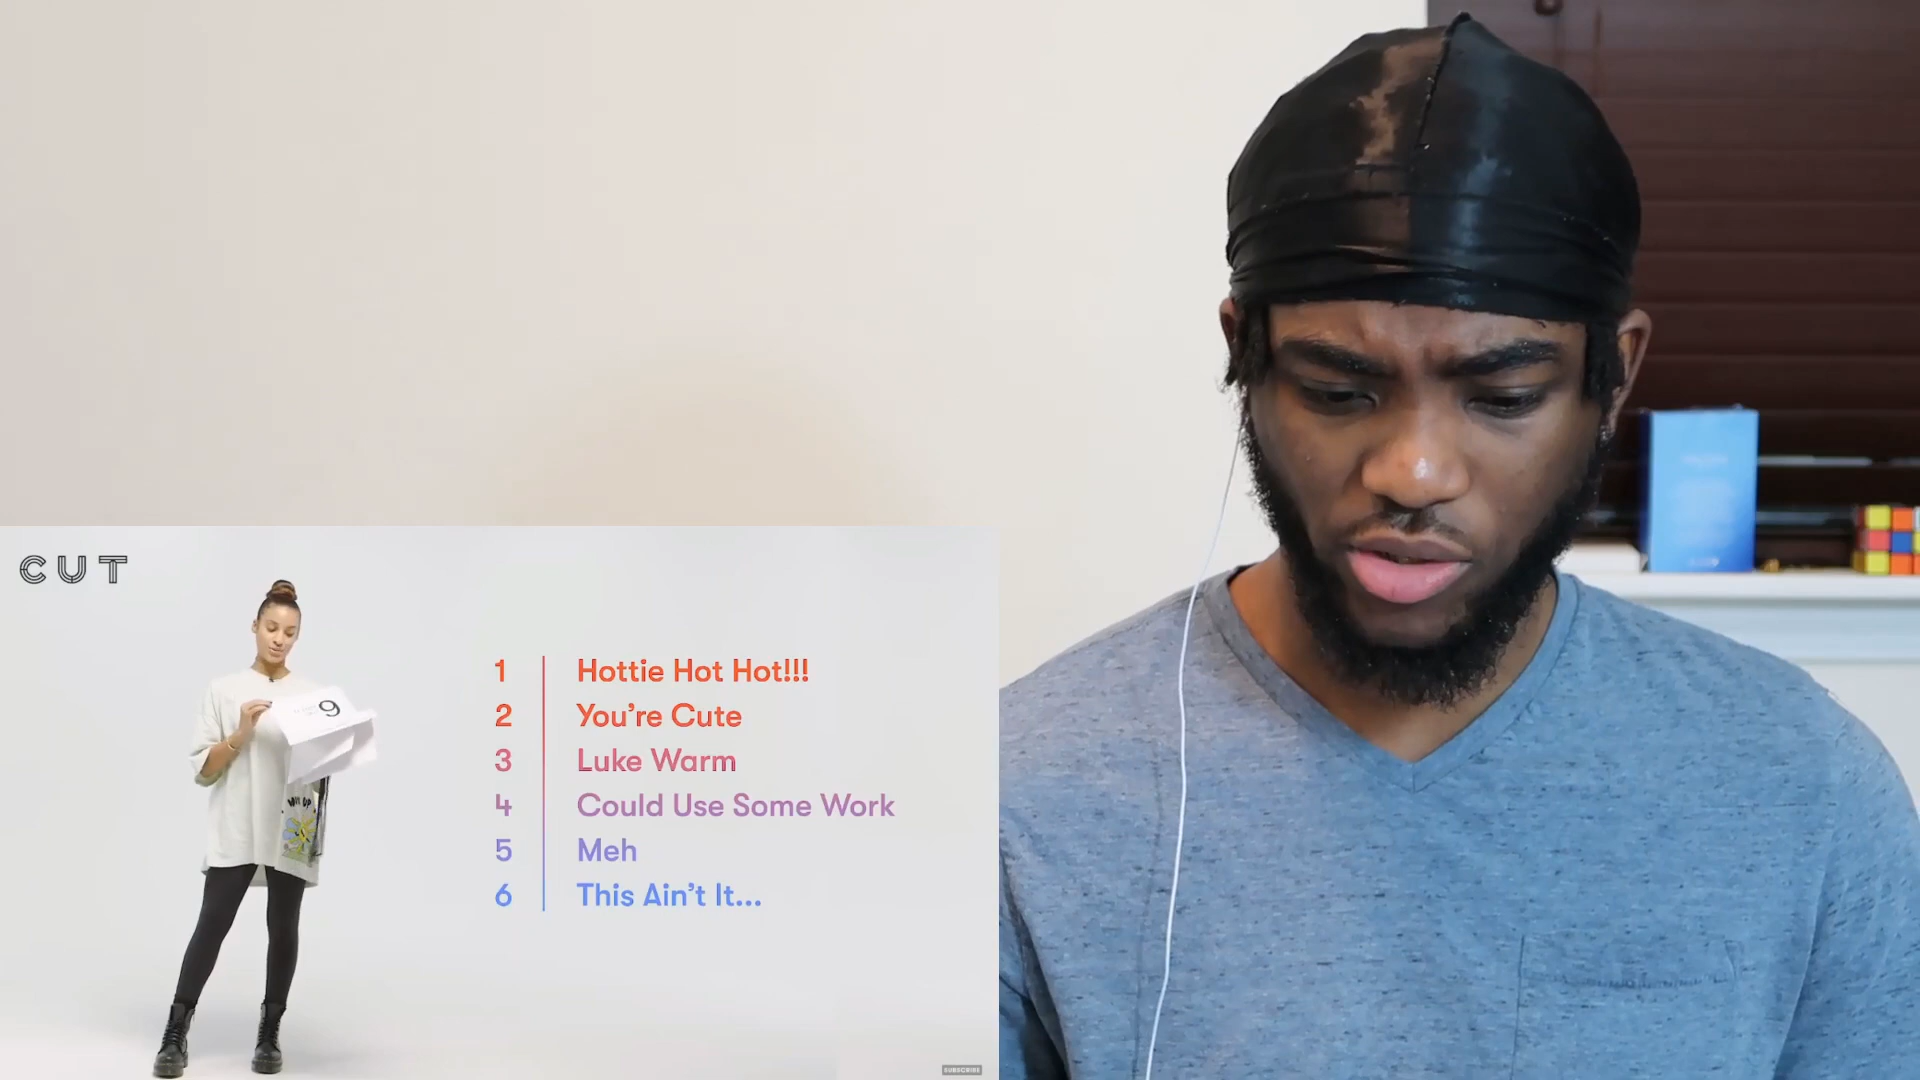 CUT
9
1 Hottie Hot Hot!!!
2 You're Cute
3 Luke Warm
4 Could Use Some Work
5 Meh
6 This Ain't It...
SUBSCRIBE